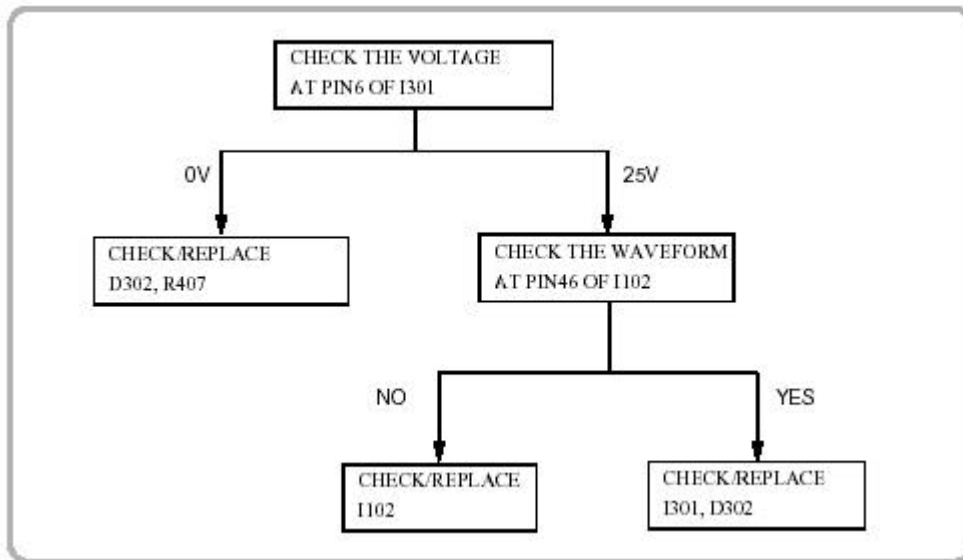 CHECK THE VOLTAGE
AT PIN6 OF I301
0V
25V
CHECK/REPLACE
D302, R407
CHECK THE WAVEFORM
AT PIN46 OF I102
NO
YES
CHECK/REPLACE
I102
CHECK/REPLACE
I301, D302